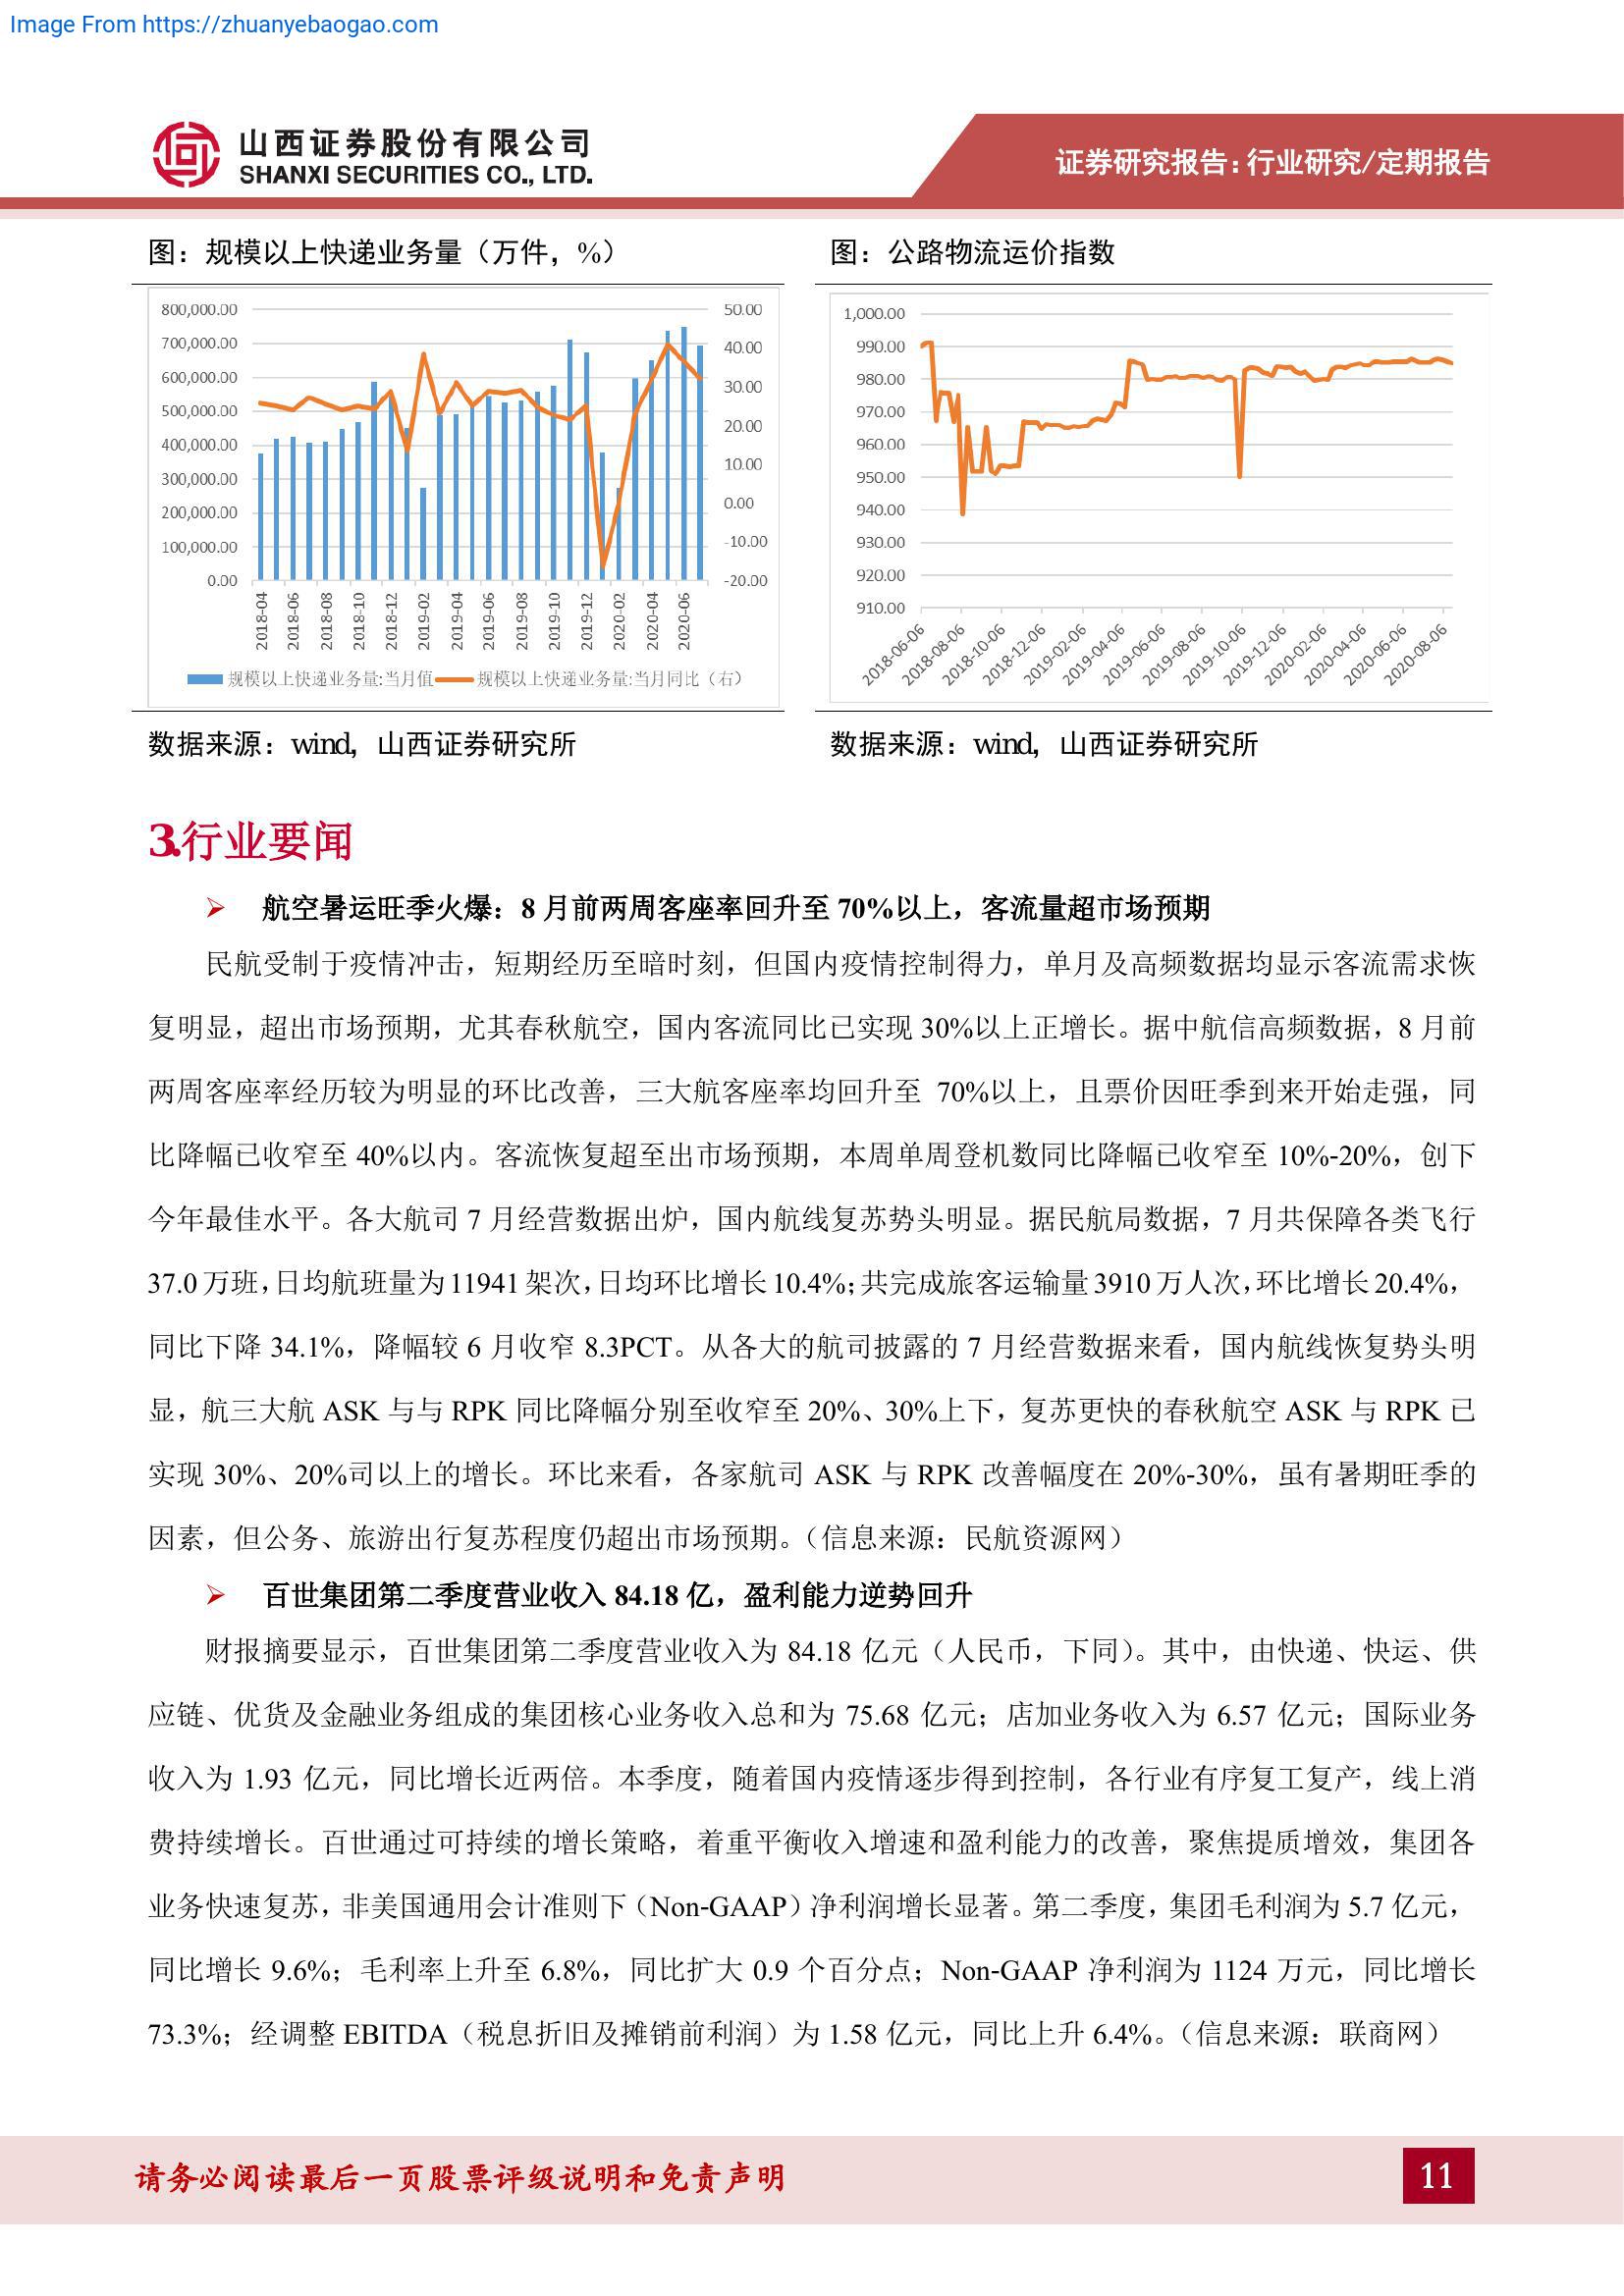 Image From https://zhuanyebaogao.com
山西证券股份有限公司
SHANXI SECURITIES CO., LTD.
证券研究报告：行业研究/定期报告
图：规模以上快递业务量（万件，%）
800,000.00
700,000.00
600,000.00
500,000.00
400,000.00
300,000.00
200,000.00
100,000.00
0.00
50.00
40.00
30.00
20.00
10.00
0.00
-10.00
-20.00
2018-04
2018-06
2018-08
2018-10
2018-12
2019-02
2019-04
2019-06
2019-08
2019-10
2019-12
2020-02
2020-04
2020-06
规模以上快递业务量:当月值
规模以上快递业务量:当月同比（右）
数据来源：wind，山西证券研究所
图：公路物流运价指数
1,000.00
990.00
980.00
970.00
960.00
950.00
940.00
930.00
920.00
910.00
2018-06-06
2018-08-06
2018-10-06
2018-12-06
2019-02-06
2019-04-06
2019-06-06
2019-08-06
2019-10-06
2019-12-06
2020-02-06
2020-04-06
2020-06-06
2020-08-06
数据来源：wind，山西证券研究所
3.行业要闻
➢ 航空暑运旺季火爆：8 月前两周客座率回升至 70%以上，客流量超市场预期
民航受制于疫情冲击，短期经历至暗时刻，但国内疫情控制得力，单月及高频数据均显示客流需求恢
复明显，超出市场预期，尤其春秋航空，国内客流同比已实现 30%以上正增长。据中航信高频数据，8 月前
两周客座率经历较为明显的环比改善，三大航客座率均回升至 70%以上，且票价因旺季到来开始走强，同
比降幅已收窄至 40%以内。客流恢复超至出市场预期，本周单周登机数同比降幅已收窄至 10%-20%，创下
今年最佳水平。各大航司 7 月经营数据出炉，国内航线复苏势头明显。据民航局数据，7 月共保障各类飞行
37.0 万班，日均航班量为 11941 架次，日均环比增长 10.4%；共完成旅客运输量 3910 万人次，环比增长 20.4%，
同比下降 34.1%，降幅较 6 月收窄 8.3PCT。从各大的航司披露的 7 月经营数据来看，国内航线恢复势头明
显，航三大航 ASK 与与 RPK 同比降幅分别至收窄至 20%、30%上下，复苏更快的春秋航空 ASK 与 RPK 已
实现 30%、20%司以上的增长。环比来看，各家航司 ASK 与 RPK 改善幅度在 20%-30%，虽有暑期旺季的
因素，但公务、旅游出行复苏程度仍超出市场预期。（信息来源：民航资源网）
➢ 百世集团第二季度营业收入 84.18 亿，盈利能力逆势回升
财报摘要显示，百世集团第二季度营业收入为 84.18 亿元（人民币，下同）。其中，由快递、快运、供
应链、优货及金融业务组成的集团核心业务收入总和为 75.68 亿元；店加业务收入为 6.57 亿元；国际业务
收入为 1.93 亿元，同比增长近两倍。本季度，随着国内疫情逐步得到控制，各行业有序复工复产，线上消
费持续增长。百世通过可持续的增长策略，着重平衡收入增速和盈利能力的改善，聚焦提质增效，集团各
业务快速复苏，非美国通用会计准则下（Non-GAAP）净利润增长显著。第二季度，集团毛利润为 5.7 亿元，
同比增长 9.6%；毛利率上升至 6.8%，同比扩大 0.9 个百分点；Non-GAAP 净利润为 1124 万元，同比增长
73.3%；经调整 EBITDA（税息折旧及摊销前利润）为 1.58 亿元，同比上升 6.4%。（信息来源：联商网）
请务必阅读最后一页股票评级说明和免责声明
11